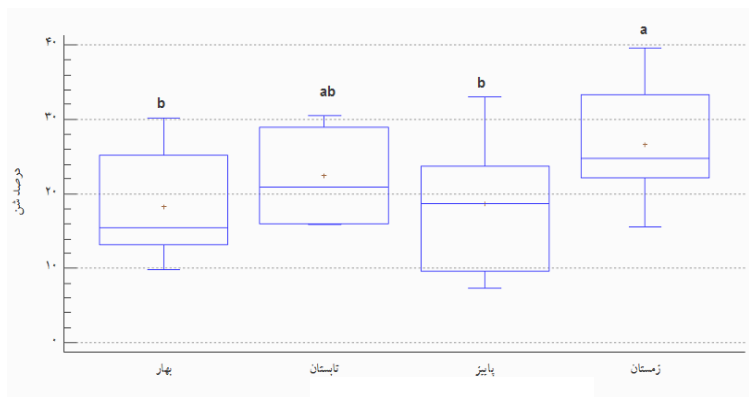 a
ab
b
b
۴۰
۳۰
۲۰
۱۰
۰
درصد شن
بهار
تابستان
پاییز
زمستان